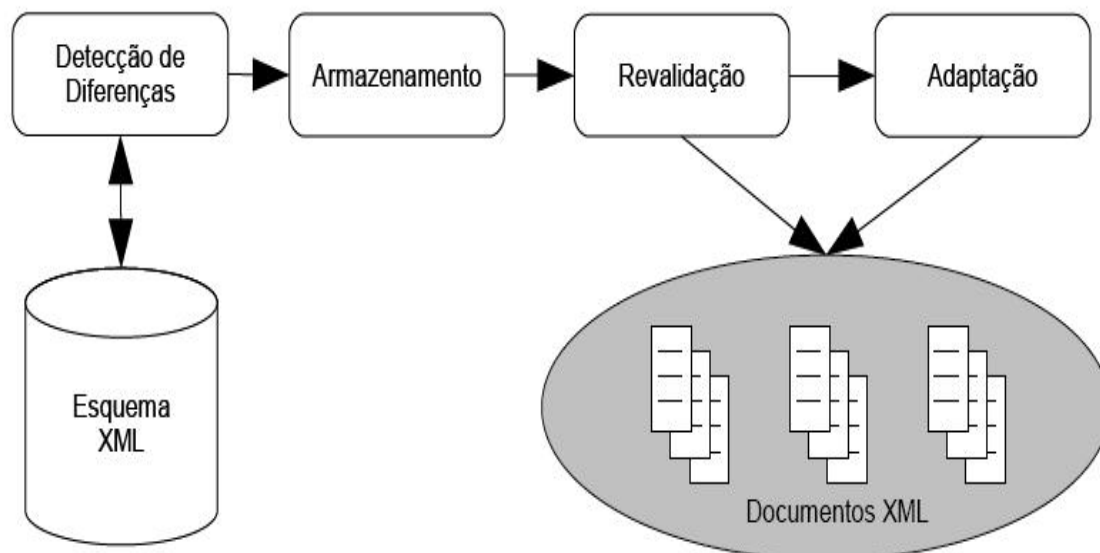 Detecção de
Diferenças
Armazenamento
Revalidação
Adaptação
Esquema
XML
Documentos XML